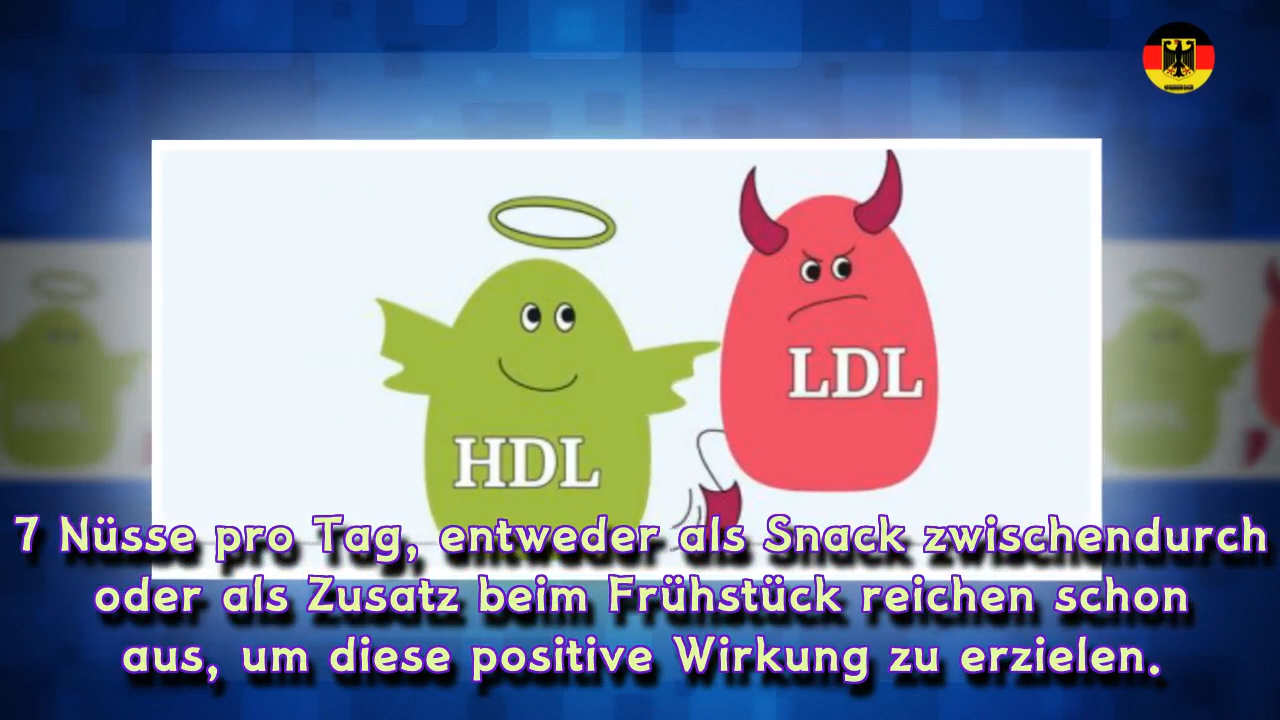 HDL
LDL
7 Nüsse pro Tag, entweder als Snack zwischendurch
oder als Zusatz beim Frühstück reichen schon
aus, um diese positive Wirkung zu erzielen.